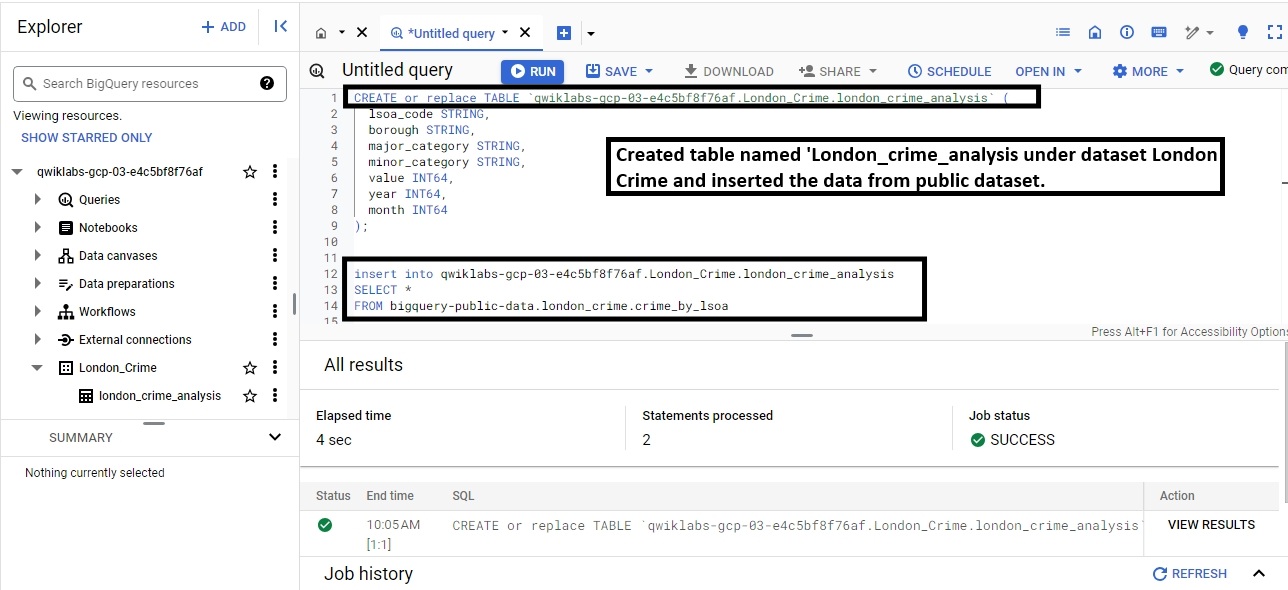 Explorer
+ ADD
*Untitled query
Search BigQuery resources
Viewing resources.
SHOW STARRED ONLY
qwiklabs-gcp-03-e4c5bf8f76af
Queries
Notebooks
Data canvases
Data preparations
Workflows
External connections
London_Crime
london_crime_analysis
SUMMARY
Nothing currently selected
Untitled query
RUN
SAVE
DOWNLOAD
SHARE
SCHEDULE
OPEN IN
MORE
Query com
1 CREATE or replace TABLE `qwiklabs-gcp-03-e4c5bf8f76af.London_Crime.london_crime_analysis` (
2 lsoa_code STRING,
3 borough STRING,
4 major_category STRING,
5 minor_category STRING,
6 value INT64,
7 year INT64,
8 month INT64
9 );
10
11
12 insert into qwiklabs-gcp-03-e4c5bf8f76af.London_Crime.london_crime_analysis
13 SELECT *
14 FROM bigquery-public-data.london_crime.crime_by_lsoa
15
Created table named 'London_crime_analysis under dataset London
Crime and inserted the data from public dataset.
Press Alt+F1 for Accessibility Options
All results
Elapsed time
4 sec
Statements processed
2
Job status
SUCCESS
Status End time SQL Action
10:05 AM CREATE or replace TABLE `qwiklabs-gcp-03-e4c5bf8f76af.London_Crime.london_crime_analysis` VIEW RESULTS
[1:1]
Job history
REFRESH